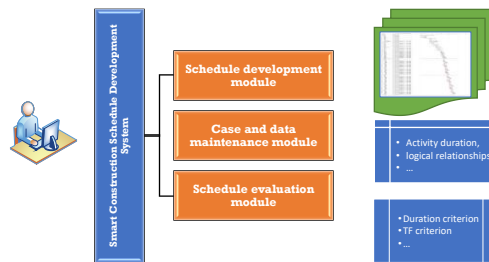 Smart Construction Schedule Development
System
Schedule development
module
Case and data
maintenance module
Schedule evaluation
module
• Activity duration,
• logical relationships
• ...
• Duration criterion
• TF criterion
• ...